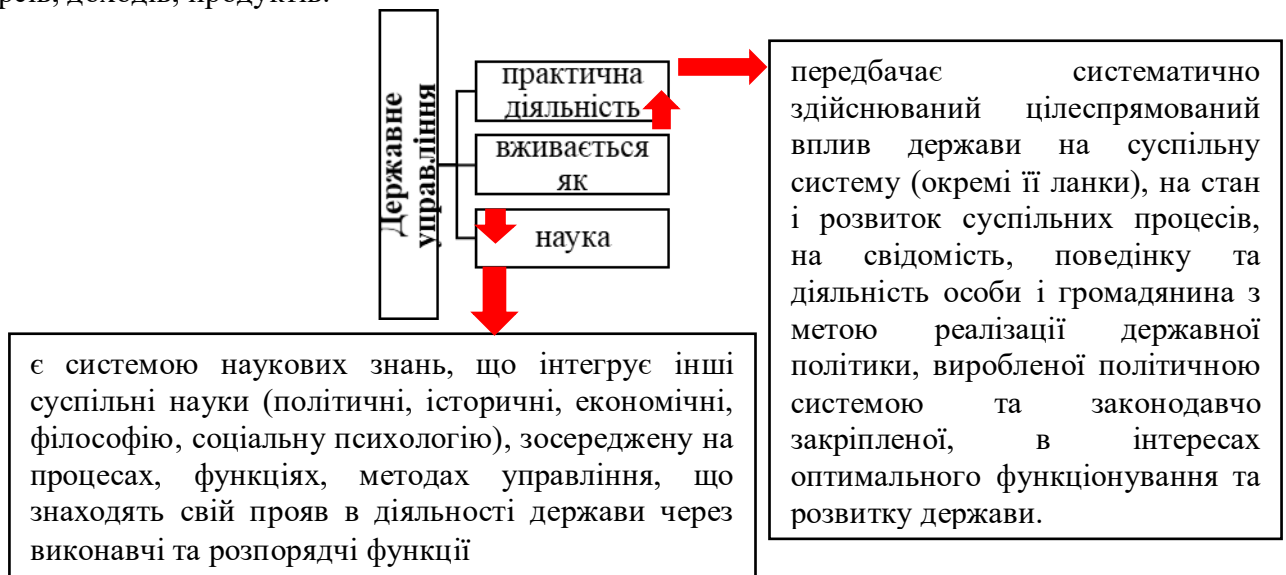 доходів, продуктів.
Державне
управління
практична
діяльність
вживається
як
наука
передбачає систематично
здійснюваний цілеспрямований
вплив держави на суспільну
систему (окремі її ланки), на стан
і розвиток суспільних процесів,
на свідомість, поведінку та
діяльність особи і громадянина з
метою реалізації державної
політики, виробленої політичною
системою та законодавчо
закріпленої, в інтересах
оптимального функціонування та
розвитку держави.
є системою наукових знань, що інтегрує інші
суспільні науки (політичні, історичні, економічні,
філософію, соціальну психологію), зосереджену на
процесах, функціях, методах управління, що
знаходять свій прояв в діяльності держави через
виконавчі та розпорядчі функції